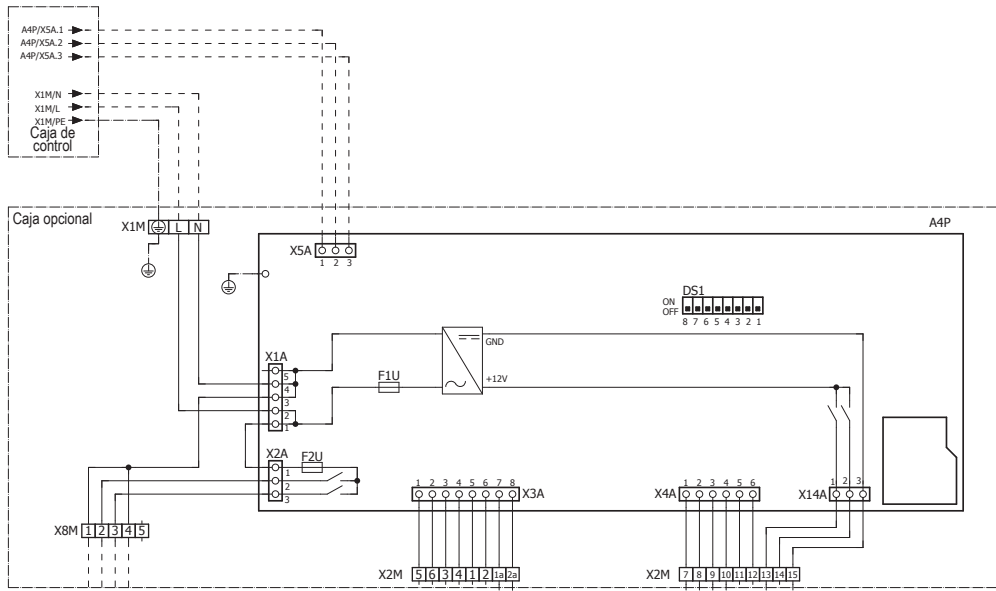 A4P/X5A.1
A4P/X5A.2
A4P/X5A.3
X1M/N
X1M/L
X1M/PE
Caja de
control
Caja opcional
X1M L N
A4P
X5A
1 2 3
DS1
ON
OFF
8 7 6 5 4 3 2 1
GND
X1A
5
4
3
2
1
F1U
+12V
X2A
F2U
1
2
3
1 2 3 4 5 6 7 8
X3A
X4A
1 2 3 4 5 6
X14A
1 2 3
X8M 1 2 3 4 5
X2M 5 6 3 4 1 2 1a 2a
X2M 7 8 9 10 11 12 13 14 15